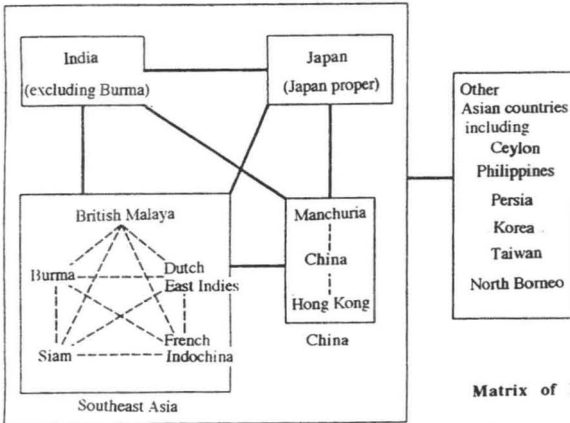 India
(excluding Burma)
Japan
(Japan proper)
British Malaya
Burma
Dutch
East Indies
Siam
French
Indochina
Southeast Asia
Manchuria
China
Hong Kong
China
Other
Asian countries
including
Ceylon
Philippines
Persia
Korea
Taiwan
North Borneo
Matrix of